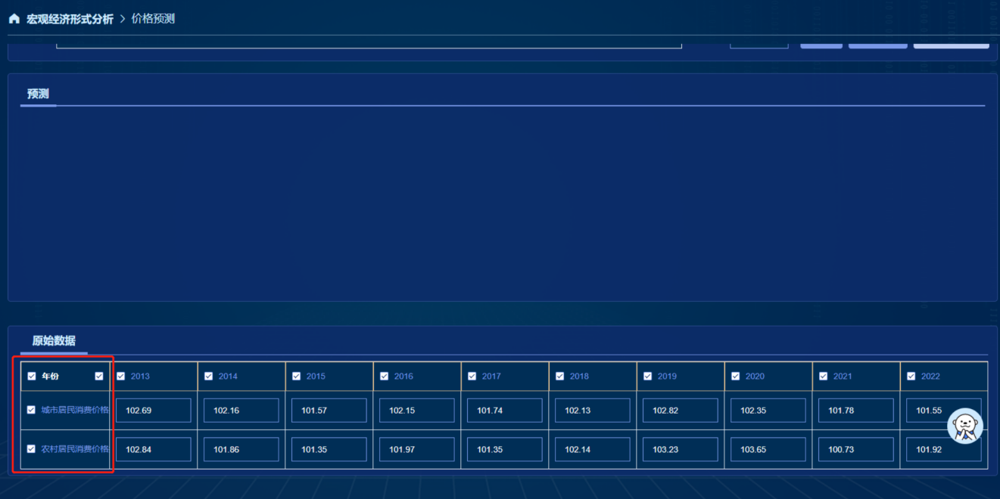 宏观经济形式分析 > 价格预测
预测
原始数据
年份 2013 2014 2015 2016 2017 2018 2019 2020 2021 2022
城市居民消费价格 102.69 102.16 101.57 102.15 101.74 102.13 102.82 102.35 101.78 101.55
农村居民消费价格 102.84 101.86 101.35 101.97 101.35 102.14 103.23 103.65 100.73 101.92